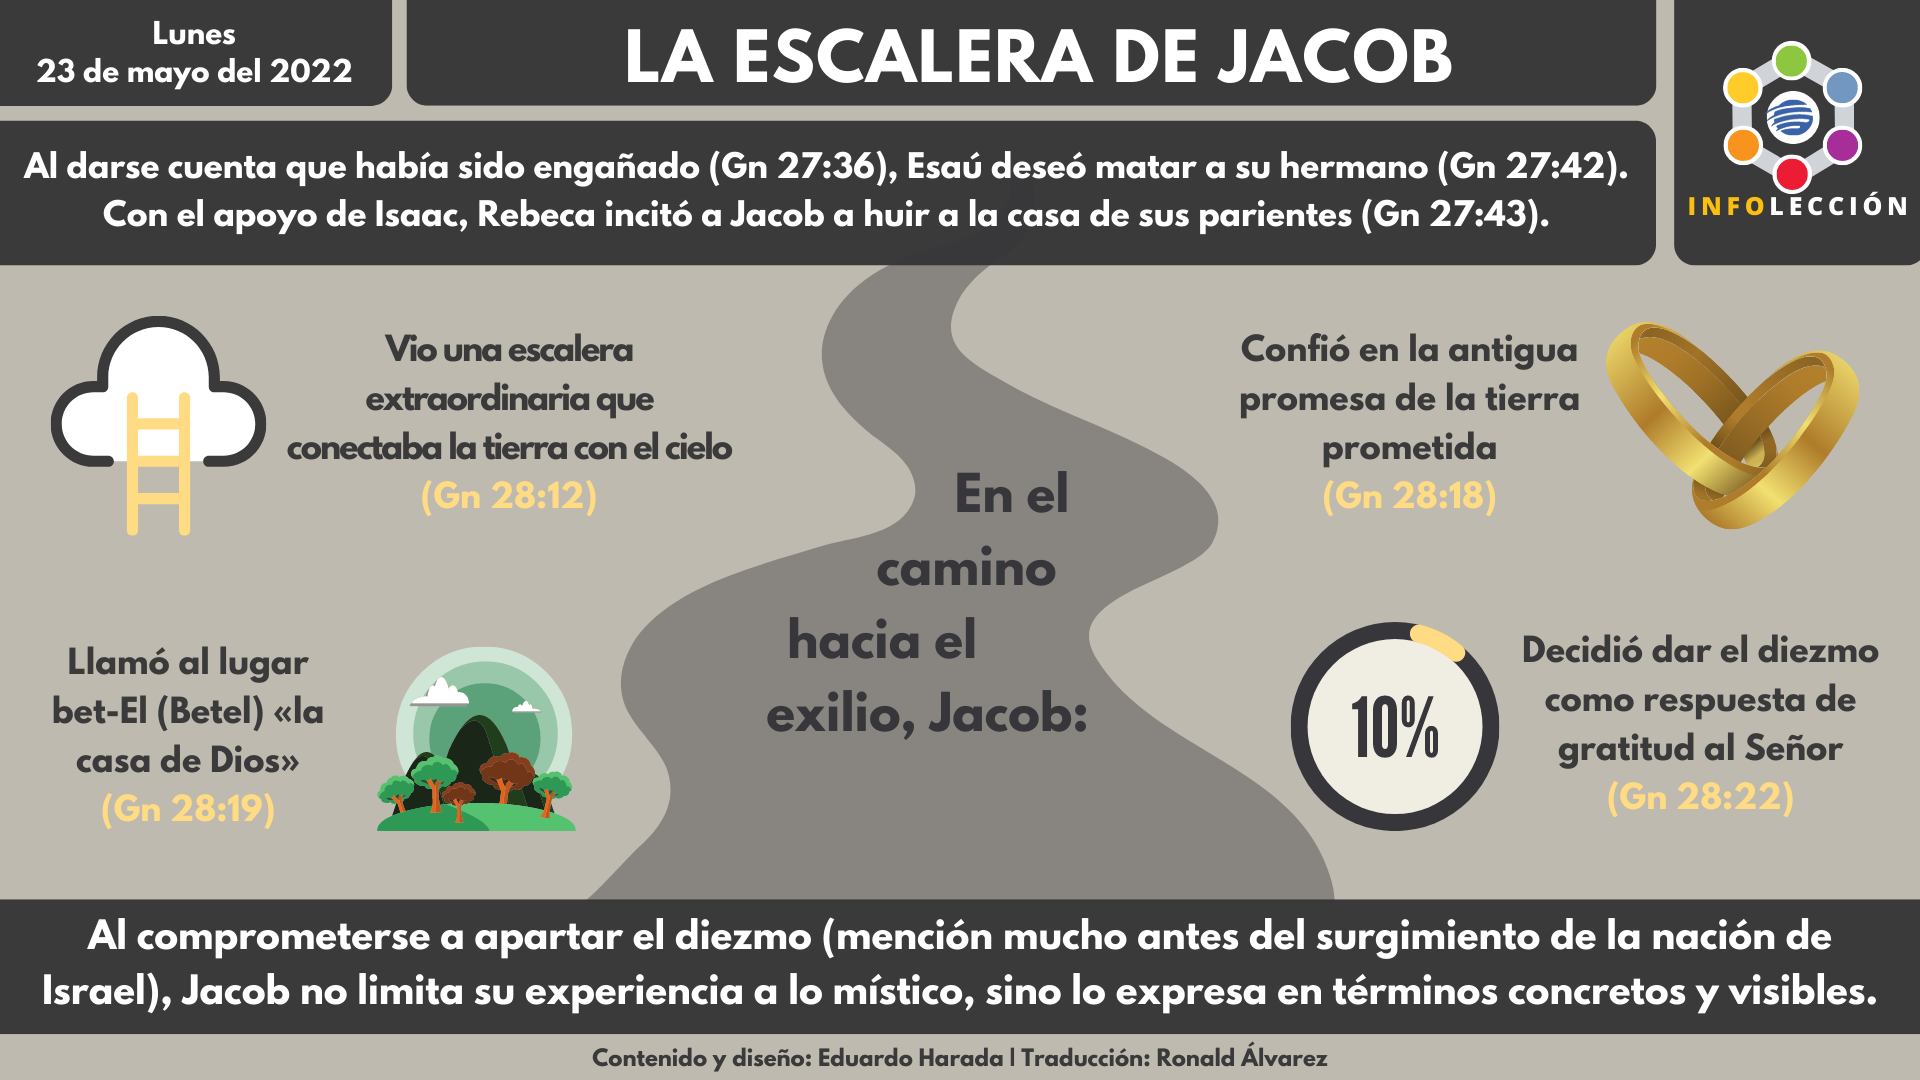 Lunes
23 de mayo del 2022
LA ESCALERA DE JACOB
INFOLECCIÓN
Al darse cuenta que había sido engañado (Gn 27:36), Esaú deseó matar a su hermano (Gn 27:42).
Con el apoyo de Isaac, Rebeca incitó a Jacob a huir a la casa de sus parientes (Gn 27:43).
En el
camino
hacia el
exilio, Jacob:
Vio una escalera
extraordinaria que
conectaba la tierra con el cielo
(Gn 28:12)
Confió en la antigua
promesa de la tierra
prometida
(Gn 28:18)
Llamó al lugar
bet-El (Betel) «la
casa de Dios»
(Gn 28:19)
10%
Decidió dar el diezmo
como respuesta de
gratitud al Señor
(Gn 28:22)
Al comprometerse a apartar el diezmo (mención mucho antes del surgimiento de la nación de
Israel), Jacob no limita su experiencia a lo místico, sino lo expresa en términos concretos y visibles.
Contenido y diseño: Eduardo Harada | Traducción: Ronald Álvarez